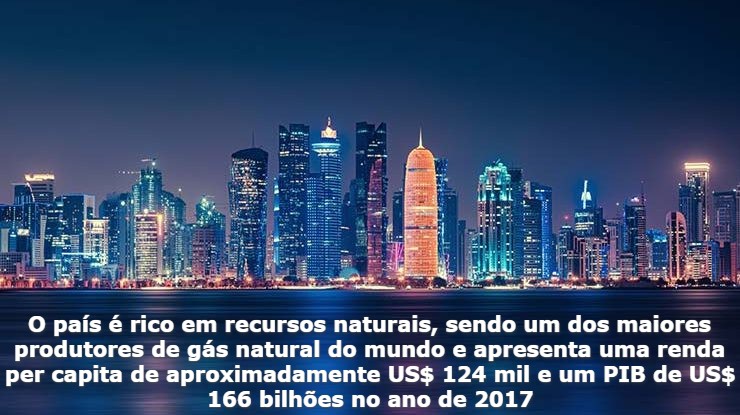 O país é rico em recursos naturais, sendo um dos maiores
produtores de gás natural do mundo e apresenta uma renda
per capita de aproximadamente US$ 124 mil e um PIB de US$
166 bilhões no ano de 2017